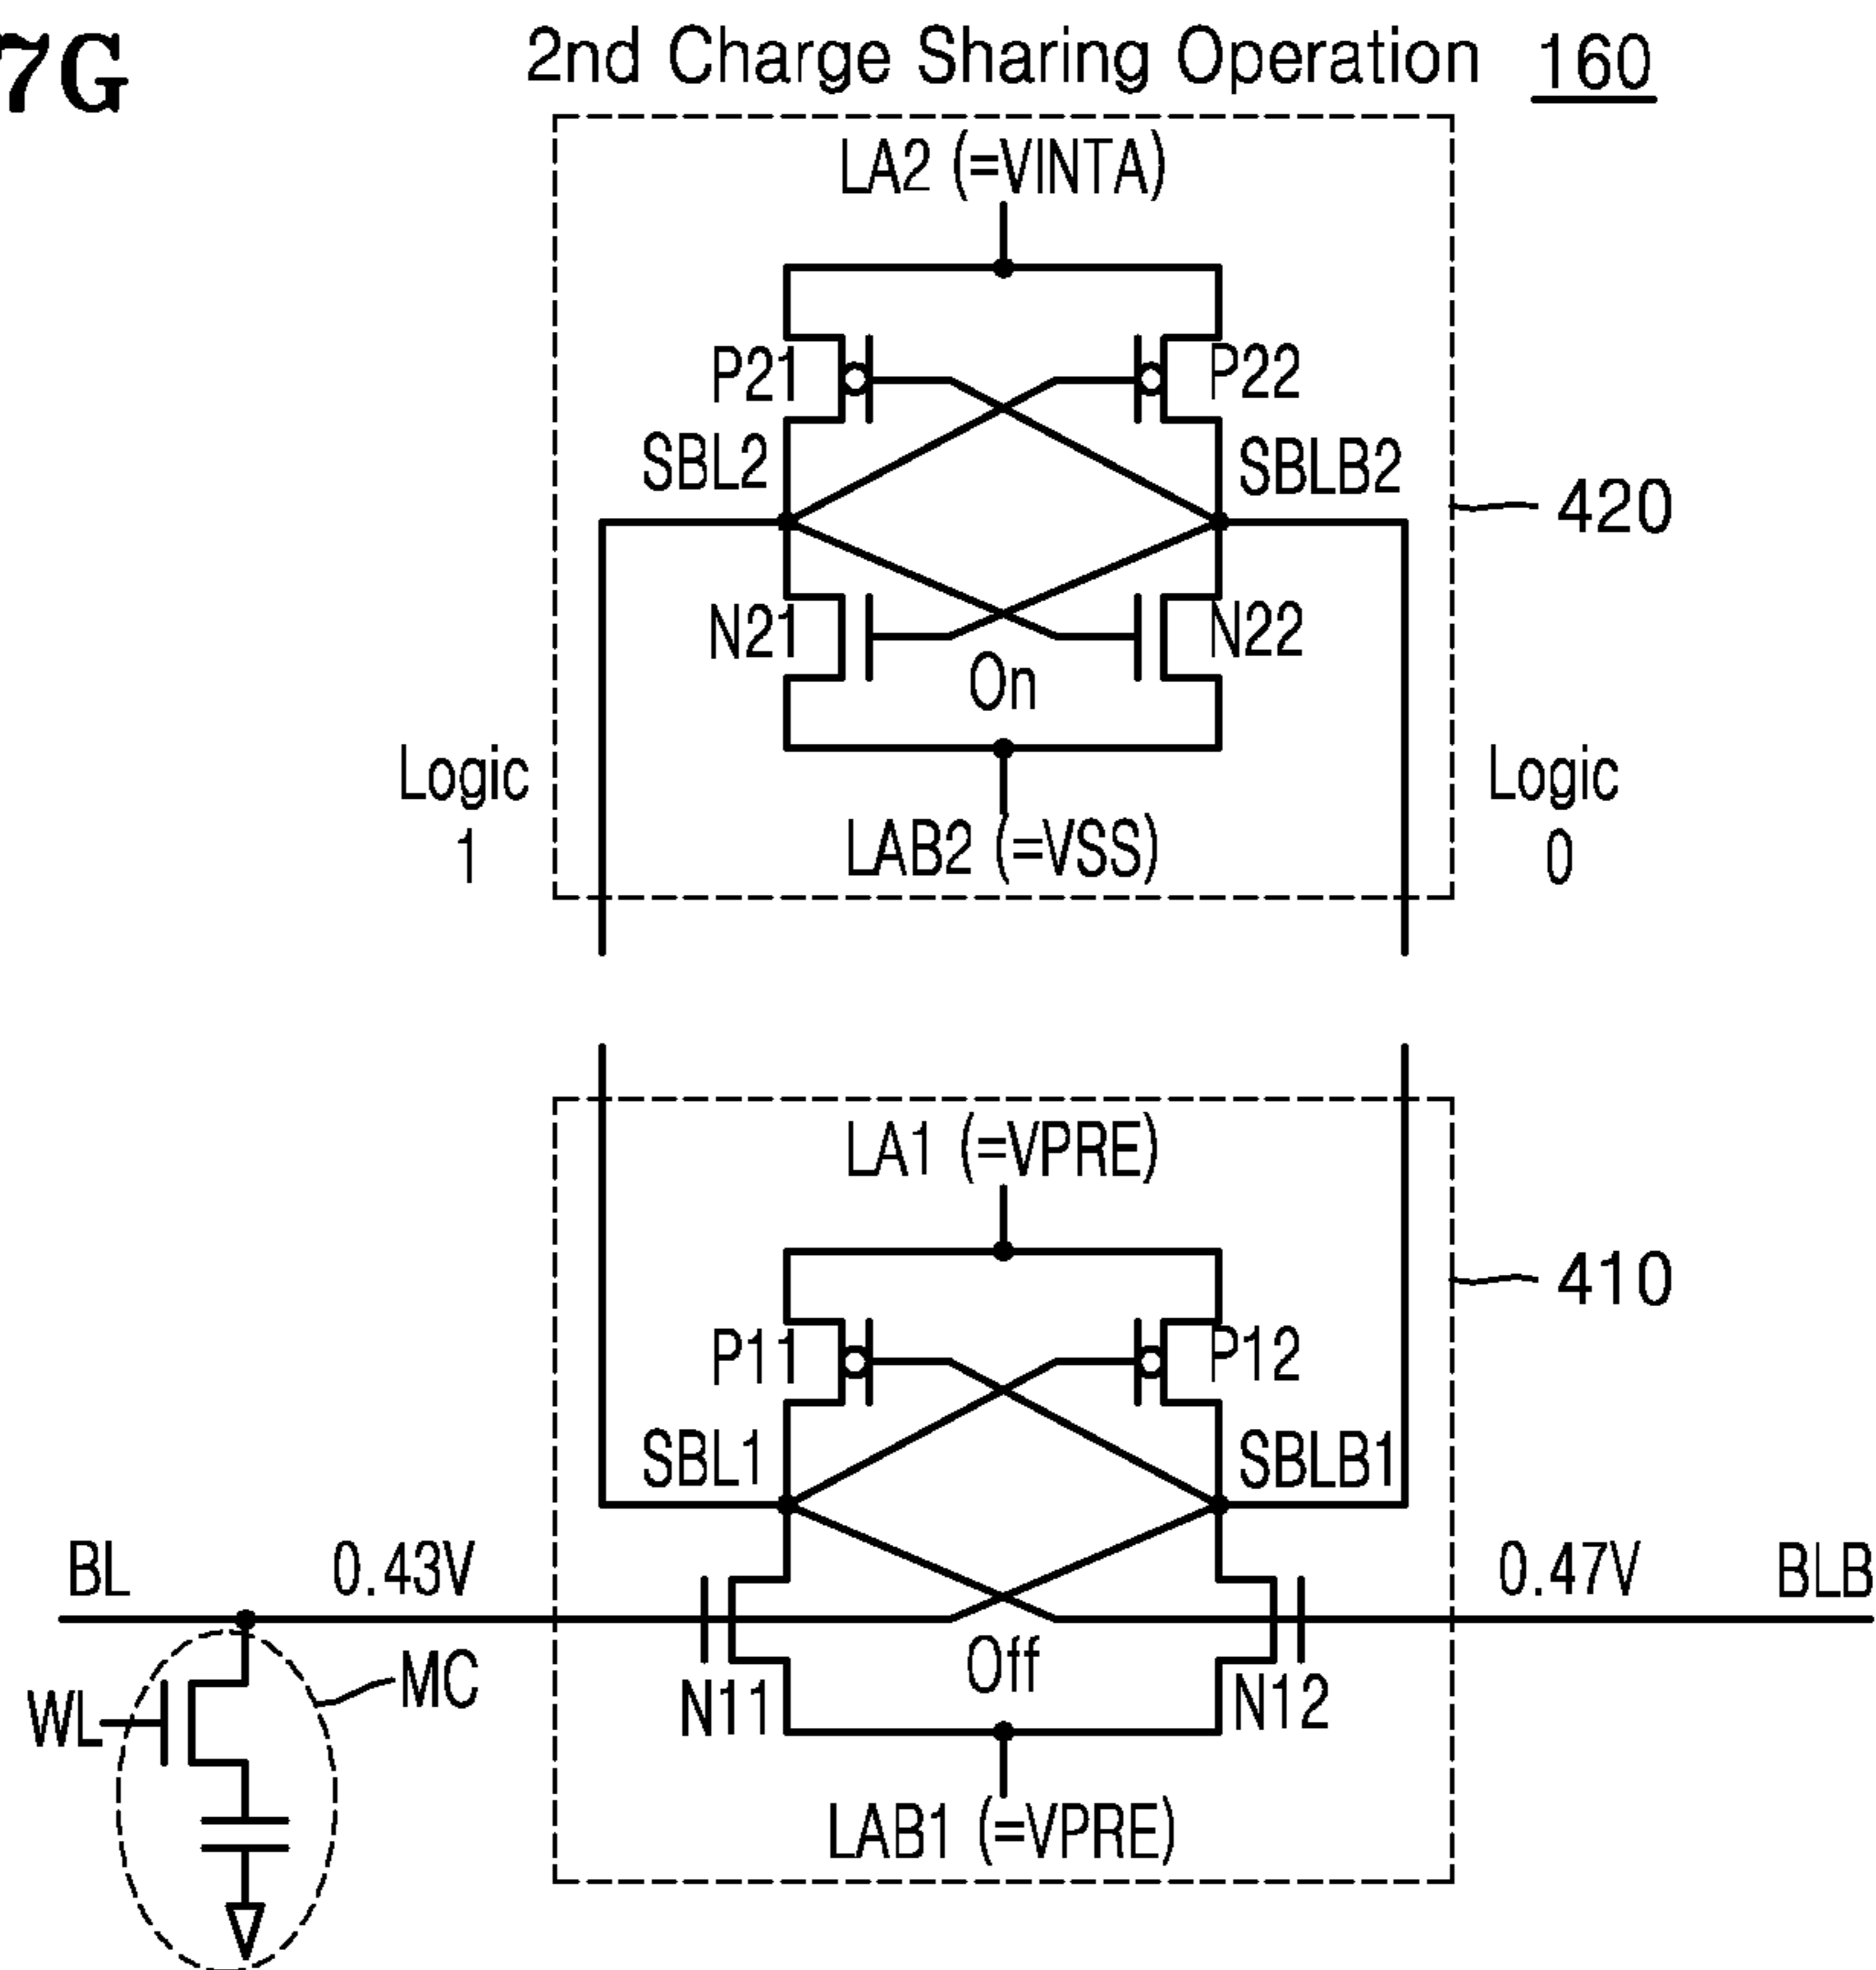 7G
2nd Charge Sharing Operation 160
LA2 (=VINTA)
P21 P22
SBL2 SBLB2
420
N21 N22
On
Logic 1
Logic 0
LAB2 (=VSS)
LA1 (=VPRE)
410
P11 P12
SBL1 SBLB1
BL 0.43V 0.47V BLB
Off
WL MC N11 N12
LAB1 (=VPRE)